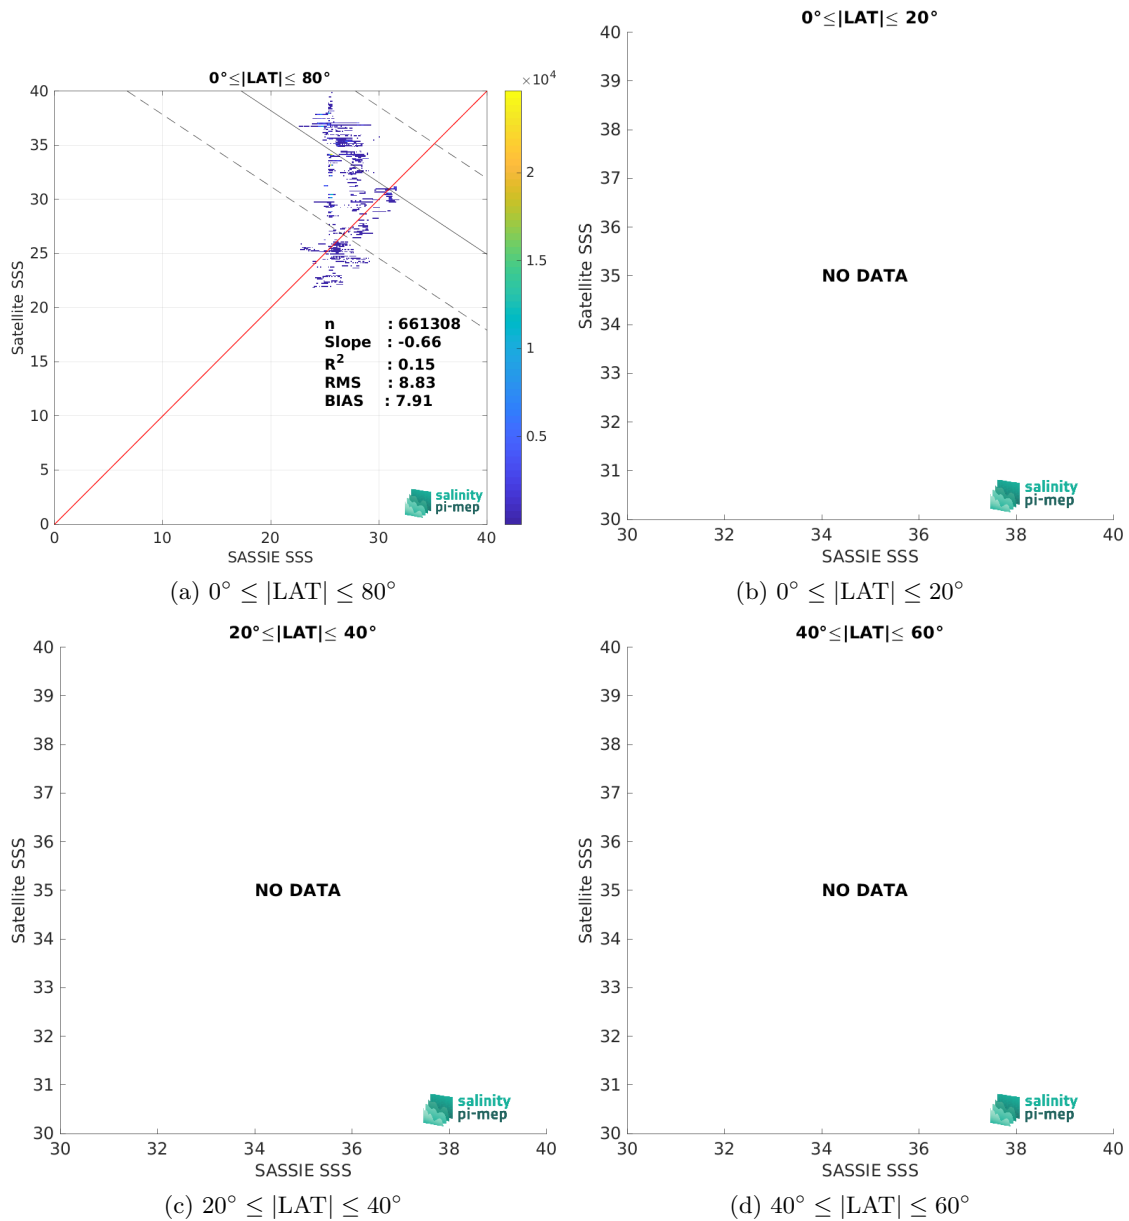 0°≤|LAT|≤ 80°
×10⁴
40
35
30
25
20
15
10
5
0
0
10
20
30
40
2
1.5
1
0.5
Satellite SSS
SASSIE SSS
n : 661308
Slope : -0.66
R² : 0.15
RMS : 8.83
BIAS : 7.91
salinity
pi-mep
(a) 0° ≤ |LAT| ≤ 80°
0°≤|LAT|≤ 20°
40
39
38
37
36
35
34
33
32
31
30
30
32
34
36
38
40
Satellite SSS
SASSIE SSS
NO DATA
salinity
pi-mep
(b) 0° ≤ |LAT| ≤ 20°
20°≤|LAT|≤ 40°
40
39
38
37
36
35
34
33
32
31
30
30
32
34
36
38
40
Satellite SSS
SASSIE SSS
NO DATA
salinity
pi-mep
(c) 20° ≤ |LAT| ≤ 40°
40°≤|LAT|≤ 60°
40
39
38
37
36
35
34
33
32
31
30
30
32
34
36
38
40
Satellite SSS
SASSIE SSS
NO DATA
salinity
pi-mep
(d) 40° ≤ |LAT| ≤ 60°